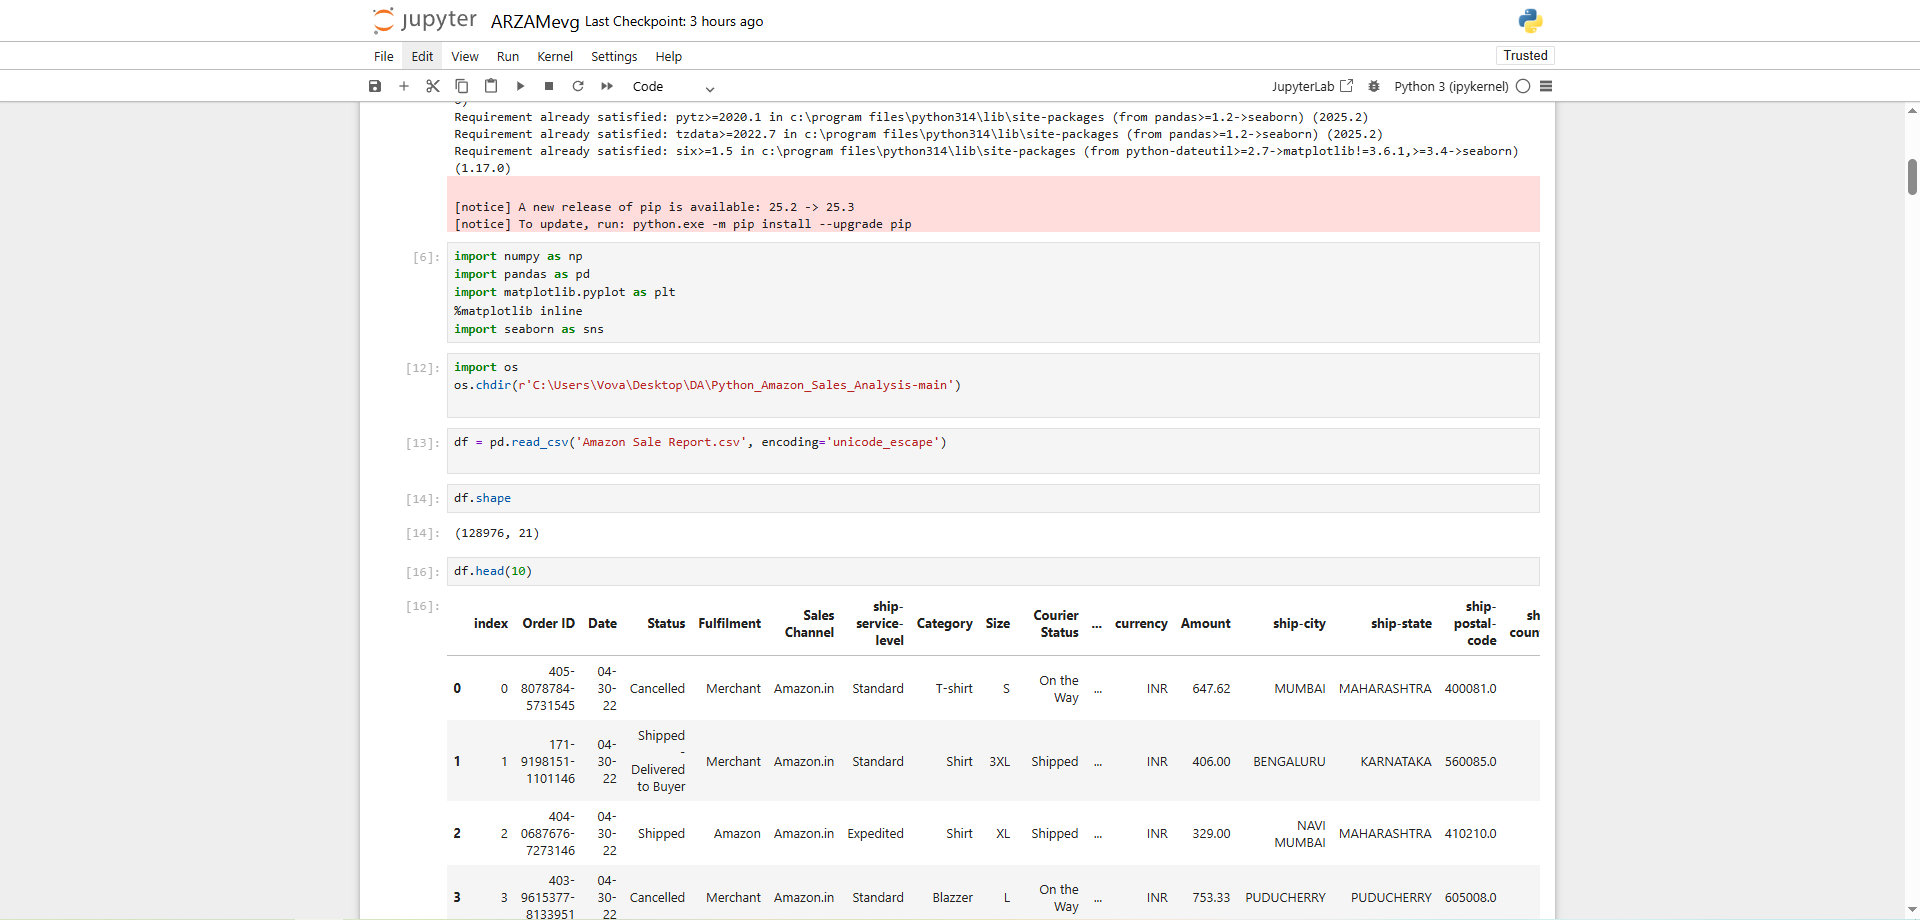 jupyter ARZAMevg Last Checkpoint: 3 hours ago
File Edit View Run Kernel Settings Help Trusted
Code JupyterLab Python 3 (ipykernel)
Requirement already satisfied: pytz>=2020.1 in c:\program files\python314\lib\site-packages (from pandas>=1.2->seaborn) (2025.2)
Requirement already satisfied: tzdata>=2022.7 in c:\program files\python314\lib\site-packages (from pandas>=1.2->seaborn) (2025.2)
Requirement already satisfied: six>=1.5 in c:\program files\python314\lib\site-packages (from python-dateutil>=2.7->matplotlib!=3.6.1,>=3.4->seaborn)
(1.17.0)
[notice] A new release of pip is available: 25.2 -> 25.3
[notice] To update, run: python.exe -m pip install --upgrade pip
[6]: import numpy as np
import pandas as pd
import matplotlib.pyplot as plt
%matplotlib inline
import seaborn as sns
[12]: import os
os.chdir(r'C:\Users\Vova\Desktop\DA\Python_Amazon_Sales_Analysis-main')
[13]: df = pd.read_csv('Amazon Sale Report.csv', encoding='unicode_escape')
[14]: df.shape
[14]: (128976, 21)
[16]: df.head(10)
[16]:
index Order ID Date Status Fulfilment Sales Channel ship-service-level Category Size Courier Status ... currency Amount ship-city ship-state ship-postal-code sh coun
0 0 405-8078784-5731545 04-30-22 Cancelled Merchant Amazon.in Standard T-shirt S On the Way ... INR 647.62 MUMBAI MAHARASHTRA 400081.0
1 1 171-9198151-1101146 04-30-22 Shipped - Delivered to Buyer Merchant Amazon.in Standard Shirt 3XL Shipped ... INR 406.00 BENGALURU KARNATAKA 560085.0
2 2 404-0687676-7273146 04-30-22 Shipped Amazon Amazon.in Expedited Shirt XL Shipped ... INR 329.00 NAVI MUMBAI MAHARASHTRA 410210.0
3 3 403-9615377-8133951 04-30-22 Cancelled Merchant Amazon.in Standard Blazzer L On the Way ... INR 753.33 PUDUCHERRY PUDUCHERRY 605008.0